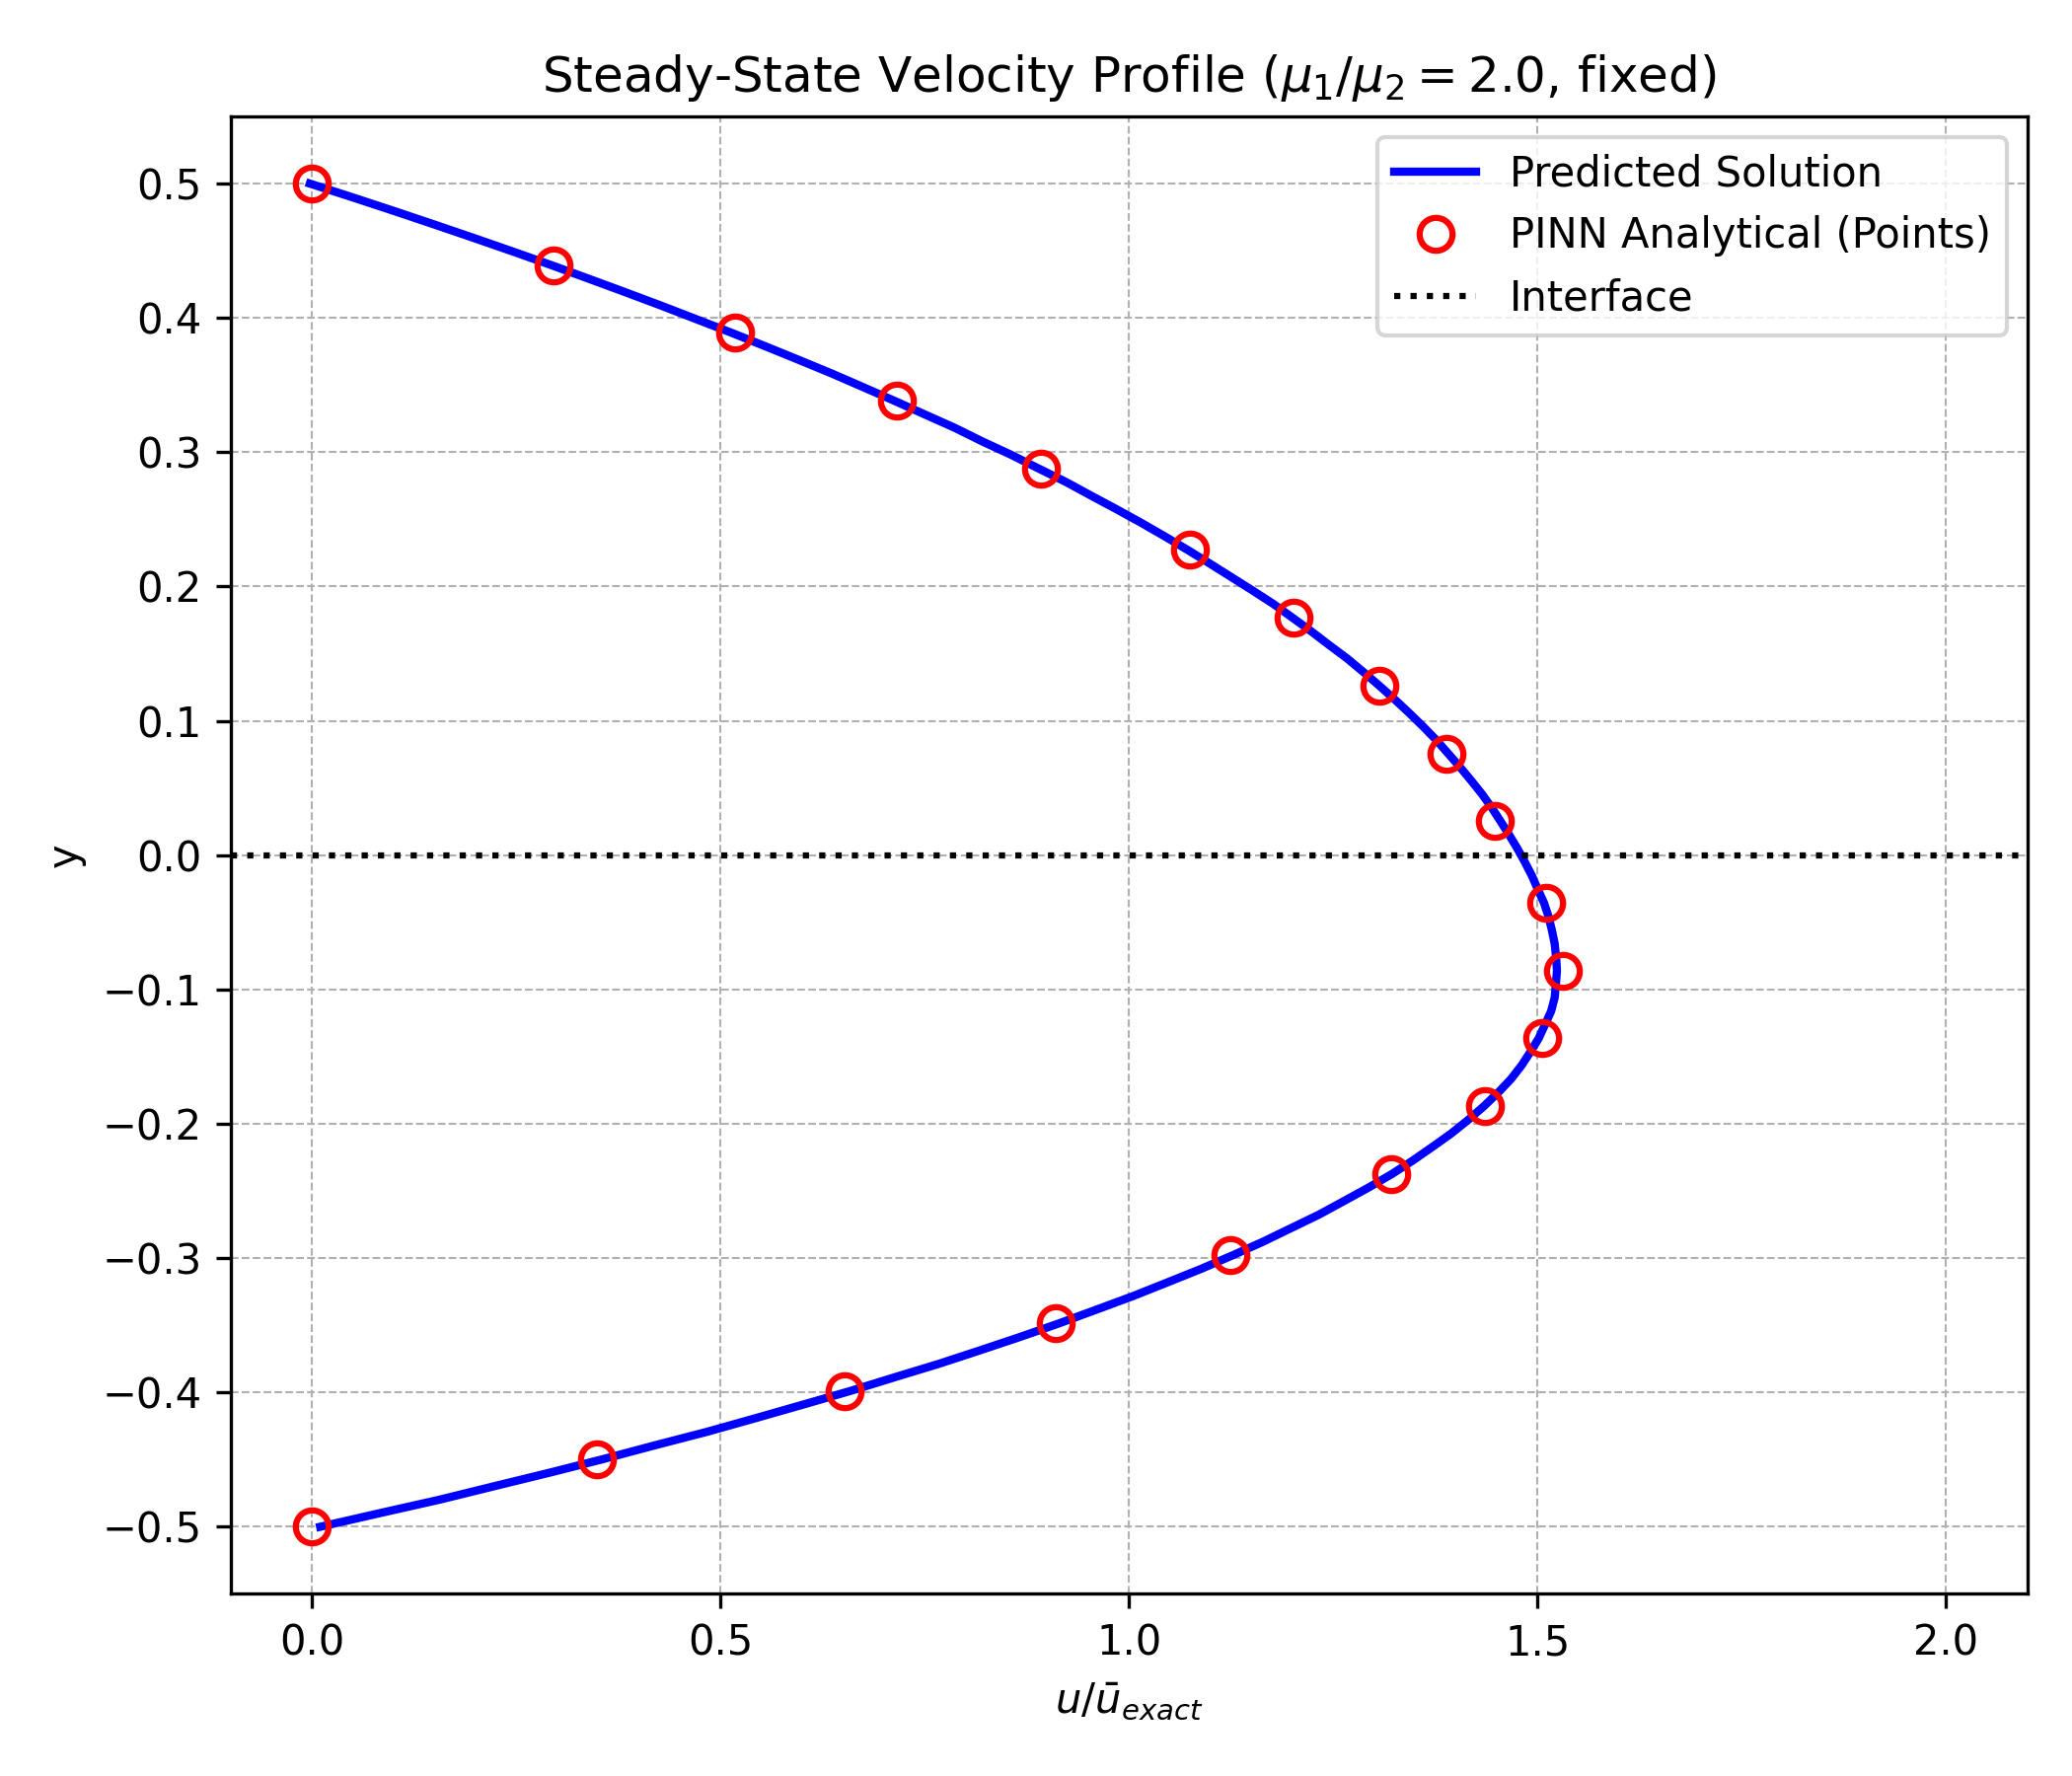 Steady-State Velocity Profile (μ₁/μ₂ = 2.0, fixed)
Predicted Solution
PINN Analytical (Points)
Interface
0.5
0.4
0.3
0.2
0.1
0.0
−0.1
−0.2
−0.3
−0.4
−0.5
y
0.0 0.5 1.0 1.5 2.0
u/ū_exact